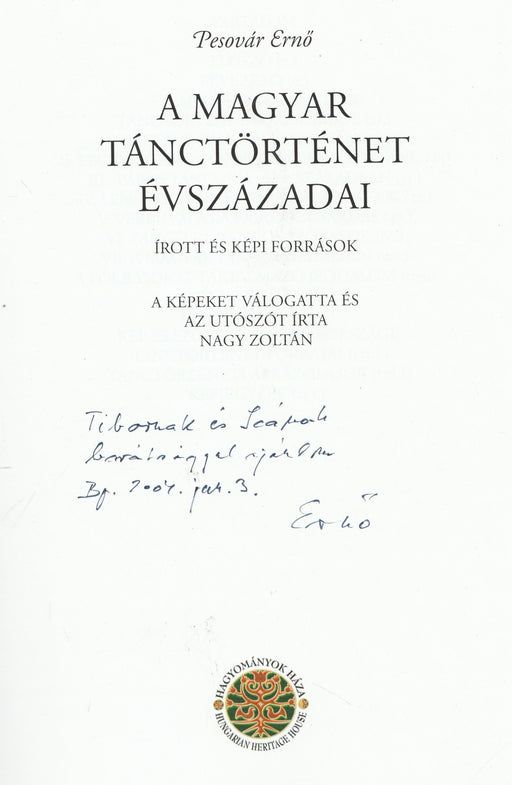 Pesovár Ernő
A MAGYAR
TÁNCTÖRTÉNET
ÉVSZÁZADAI
ÍROTT ÉS KÉPI FORRÁSOK
A KÉPEKET VÁLOGATTA ÉS
AZ UTÓSZÓT ÍRTA
NAGY ZOLTÁN
Tibornak és
barátsággal ajánlom
Bp. 2004. jan. 3.
Ernő
HAGYOMÁNYOK HÁZA
HUNGARIAN HERITAGE HOUSE